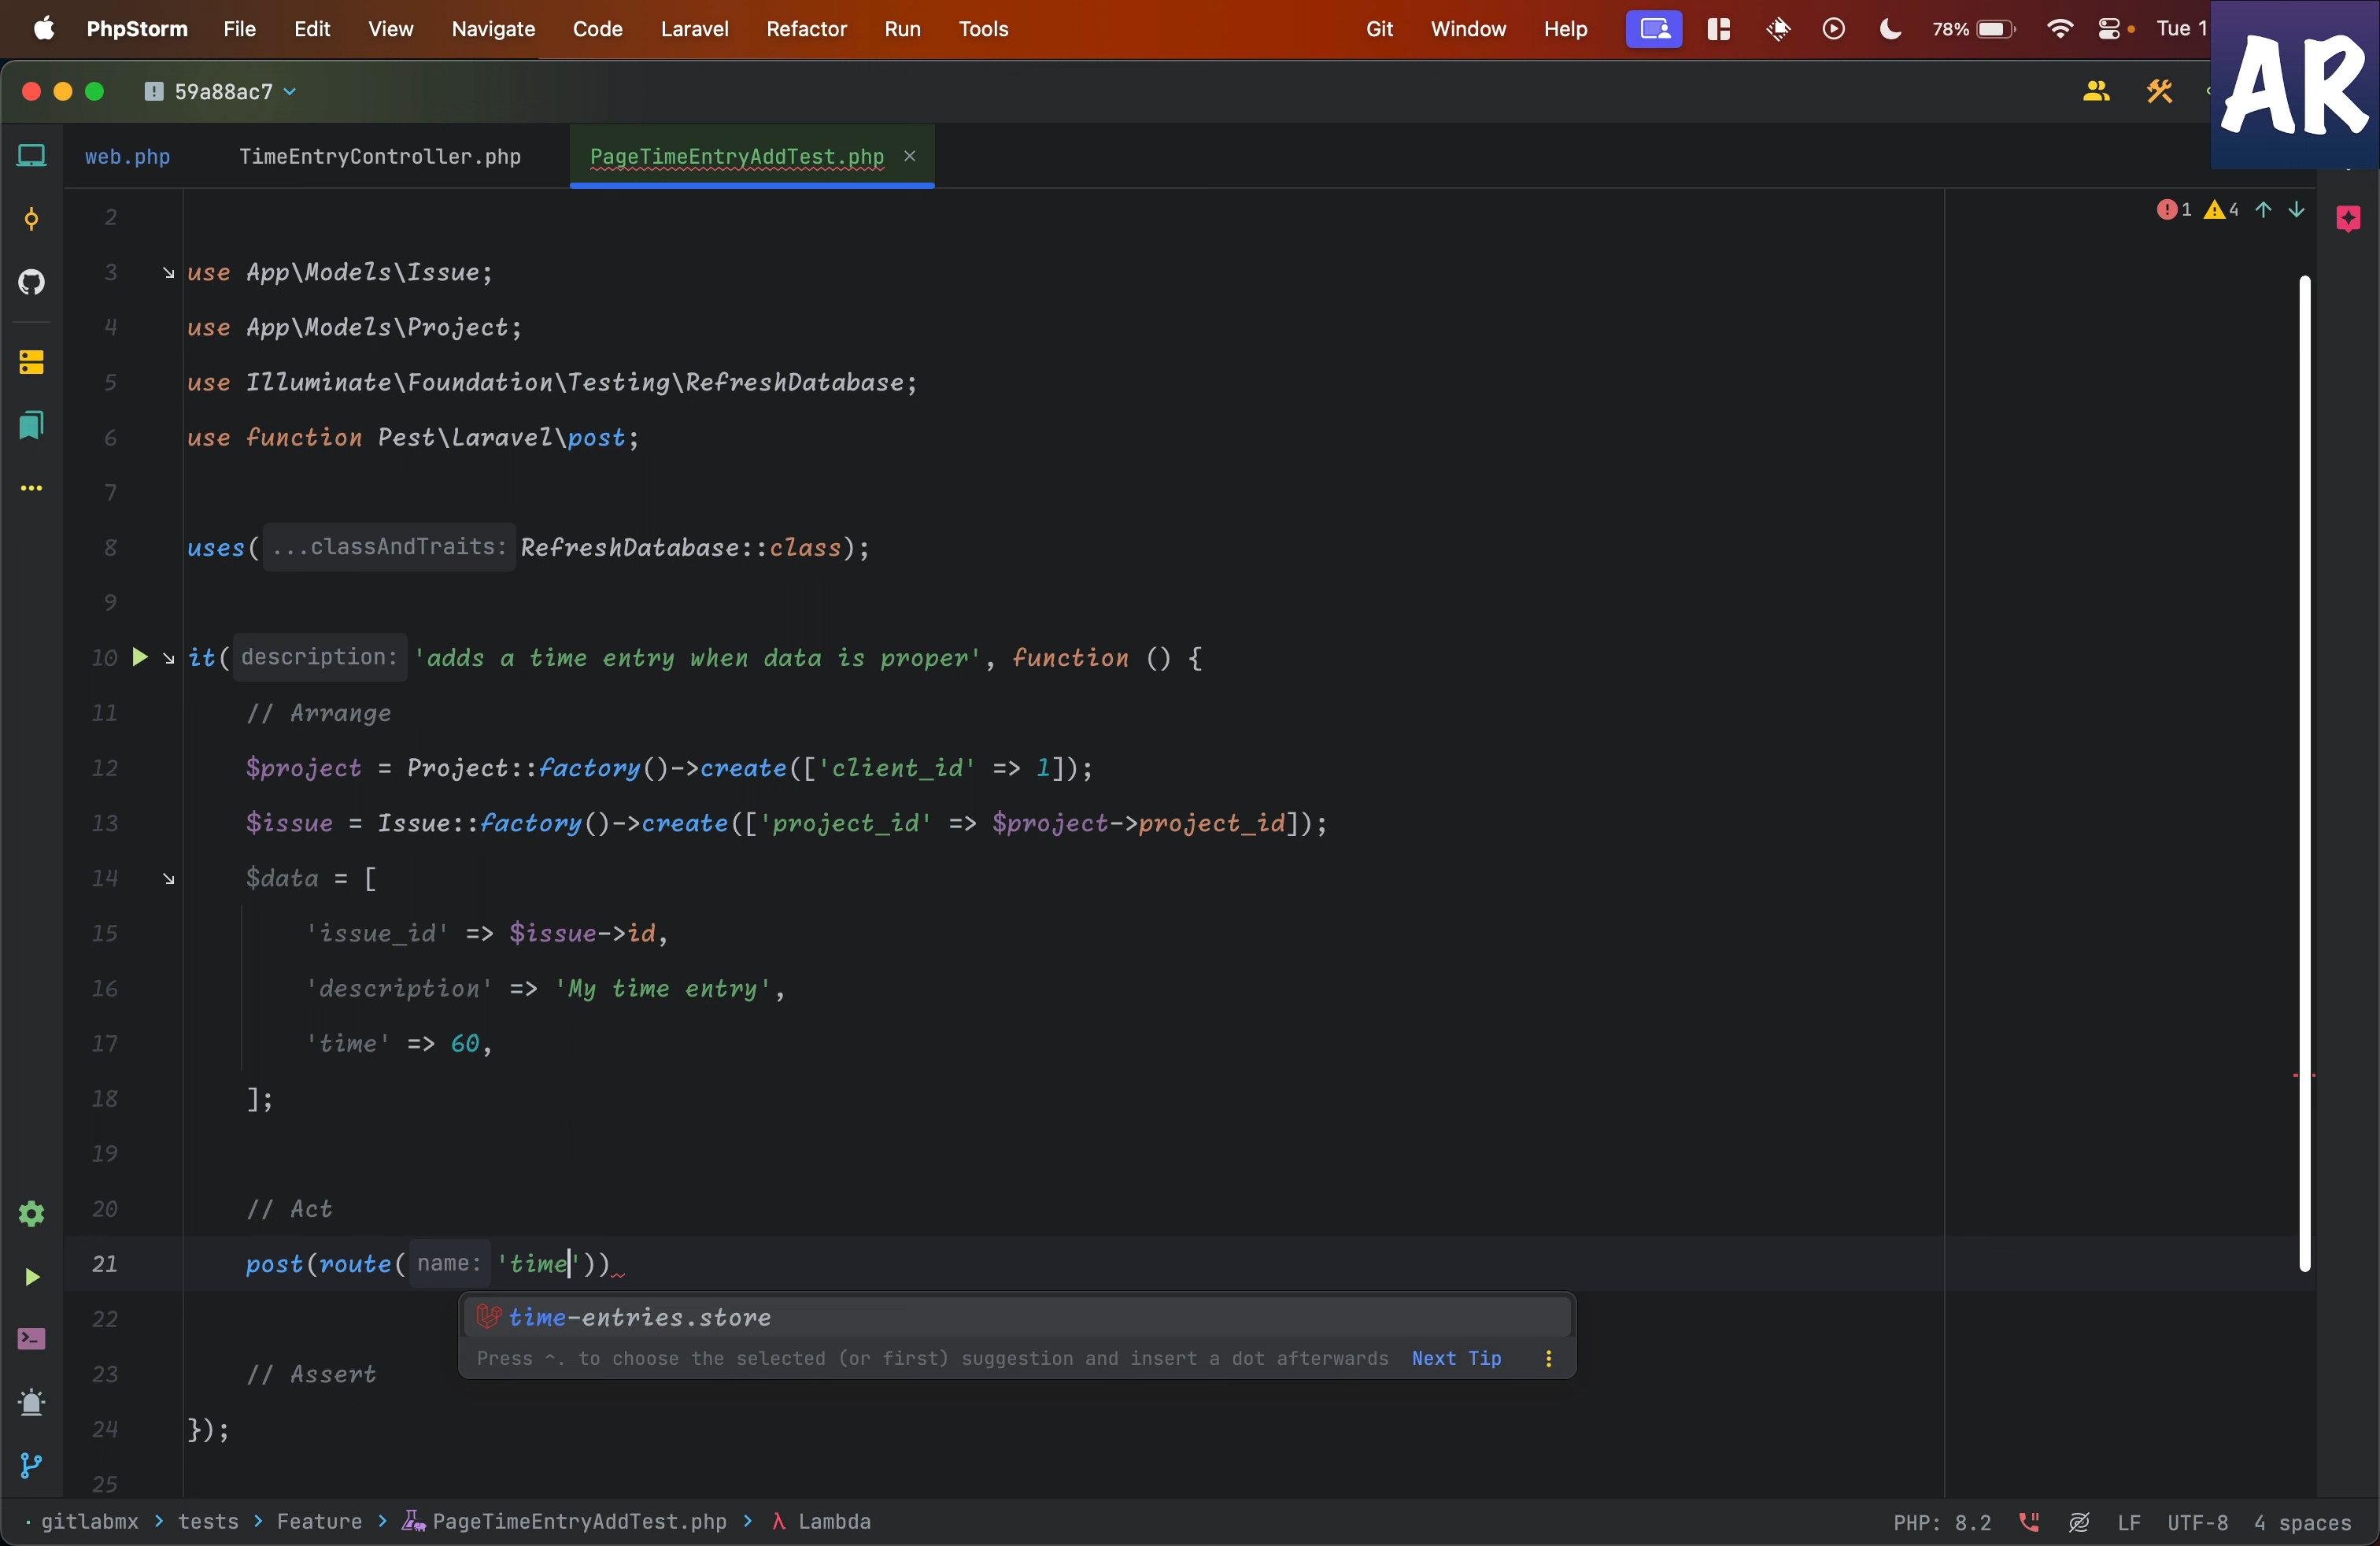 PhpStorm File Edit View Navigate Code Laravel Refactor Run Tools Git Window Help 78% Tue 1
AR
59a88ac7
web.php TimeEntryController.php PageTimeEntryAddTest.php
1 4
2
3 use App\Models\Issue;
4 use App\Models\Project;
5 use Illuminate\Foundation\Testing\RefreshDatabase;
6 use function Pest\Laravel\post;
7
8 uses( ...classAndTraits: RefreshDatabase::class);
9
10 it( description: 'adds a time entry when data is proper', function () {
11 // Arrange
12 $project = Project::factory()->create(['client_id' => 1]);
13 $issue = Issue::factory()->create(['project_id' => $project->project_id]);
14 $data = [
15 'issue_id' => $issue->id,
16 'description' => 'My time entry',
17 'time' => 60,
18 ];
19
20 // Act
21 post(route( name: 'time'))
22
time-entries.store
Press ^. to choose the selected (or first) suggestion and insert a dot afterwards Next Tip
23 // Assert
24 });
25
gitlabmx > tests > Feature > PageTimeEntryAddTest.php > λ Lambda PHP: 8.2 LF UTF-8 4 spaces